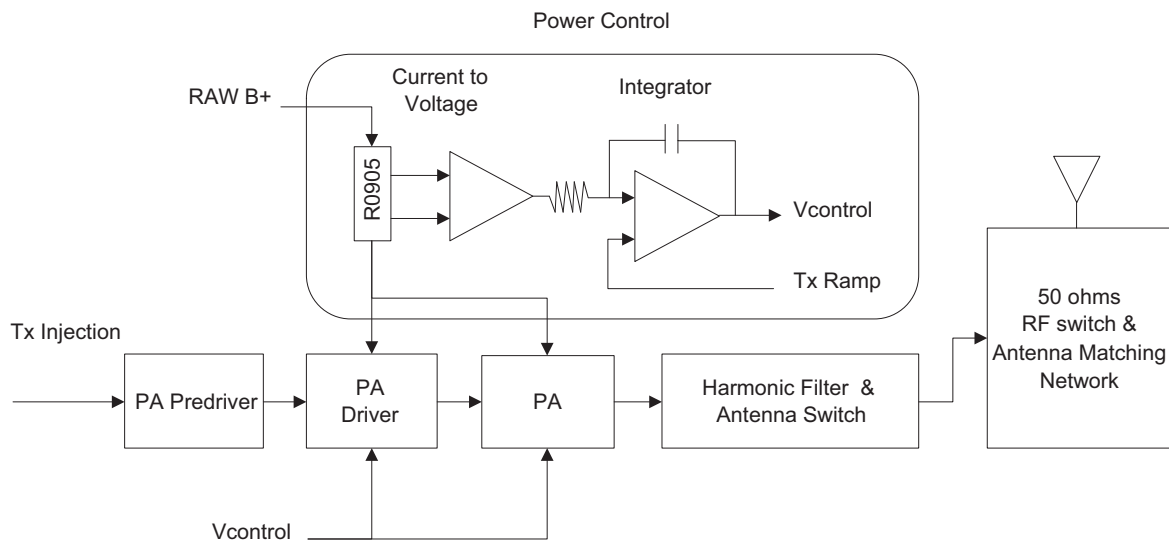 Power Control
Current to
Voltage
Integrator
RAW B+
R0905
Vcontrol
Tx Ramp
50 ohms
RF switch &
Antenna Matching
Network
Tx Injection
PA Predriver
PA
Driver
PA
Harmonic Filter &
Antenna Switch
Vcontrol